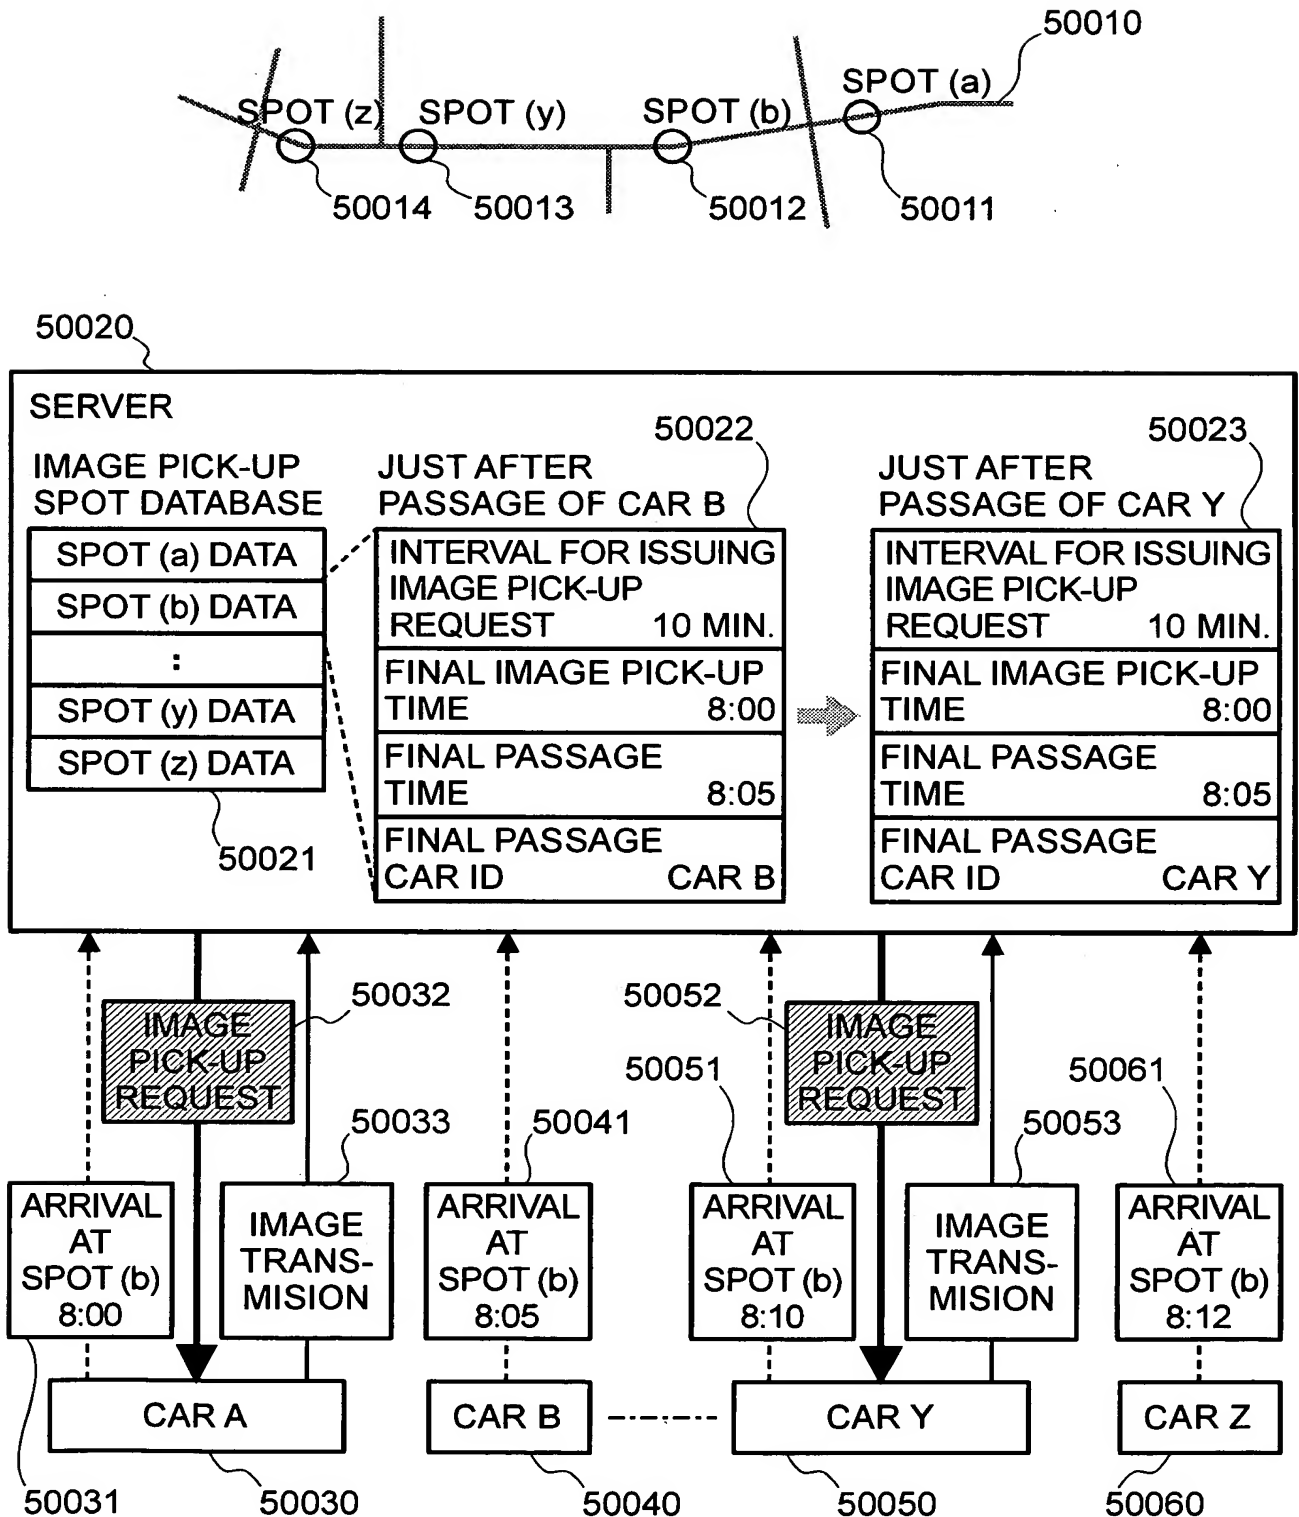 50010
SPOT (a)
SPOT (z)
SPOT (y)
SPOT (b)
50014
50013
50012
50011
50020
SERVER
50022
50023
IMAGE PICK-UP
SPOT DATABASE
JUST AFTER
PASSAGE OF CAR B
JUST AFTER
PASSAGE OF CAR Y
SPOT (a) DATA
SPOT (b) DATA
:
SPOT (y) DATA
SPOT (z) DATA
50021
INTERVAL FOR ISSUING
IMAGE PICK-UP
REQUEST 10 MIN.
FINAL IMAGE PICK-UP
TIME 8:00
FINAL PASSAGE
TIME 8:05
FINAL PASSAGE
CAR ID CAR B
INTERVAL FOR ISSUING
IMAGE PICK-UP
REQUEST 10 MIN.
FINAL IMAGE PICK-UP
TIME 8:00
FINAL PASSAGE
TIME 8:05
FINAL PASSAGE
CAR ID CAR Y
50032
IMAGE
PICK-UP
REQUEST
50052
IMAGE
PICK-UP
REQUEST
50033
50041
50051
50053
50061
ARRIVAL
AT
SPOT (b)
8:00
IMAGE
TRANS-
MISION
ARRIVAL
AT
SPOT (b)
8:05
ARRIVAL
AT
SPOT (b)
8:10
IMAGE
TRANS-
MISION
ARRIVAL
AT
SPOT (b)
8:12
CAR A
CAR B
CAR Y
CAR Z
50031
50030
50040
50050
50060